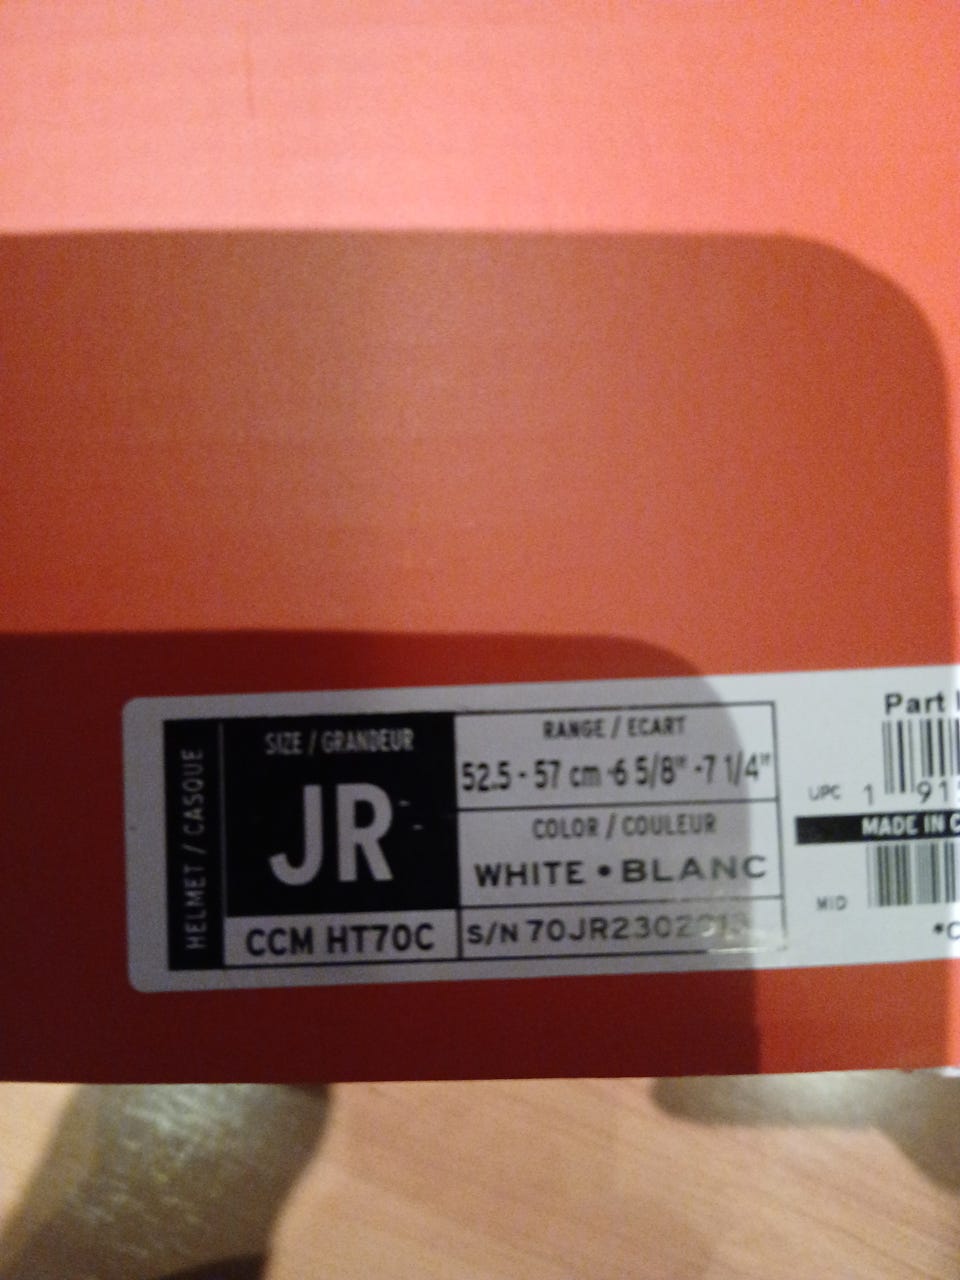 HELMET / CASQUE
SIZE / GRANDEUR
JR
CCM HT70C
RANGE / ECART
52.5 - 57 cm -6 5/8" -7 1/4"
COLOR / COULEUR
WHITE • BLANC
S/N
Part
UPC 1
MADE IN
MID